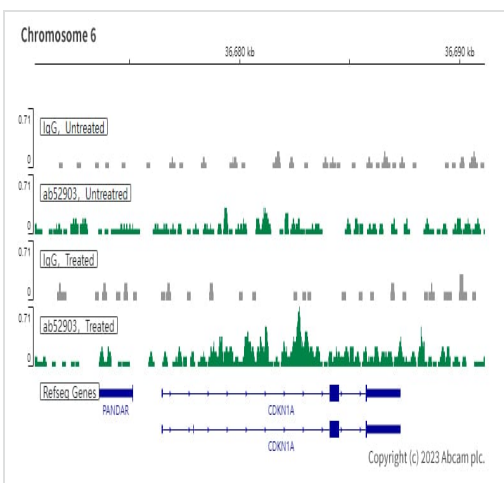 Chromosome 6
36,680 kb 36,690 kb
0.71
IgG, Untreated
0
0.71
ab52903, Untreatred
0
0.71
IgG, Treated
0
0.71
ab52903, Treated
0
Refseq Genes
PANDAR CDKN1A
CDKN1A
Copyright (c) 2023 Abcam plc.